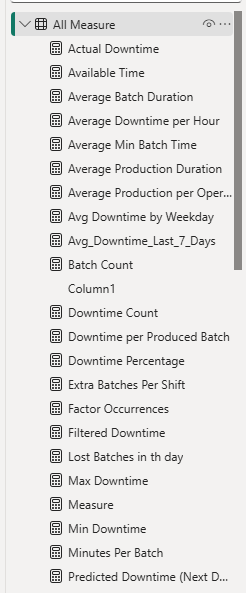 All Measure
Actual Downtime
Available Time
Average Batch Duration
Average Downtime per Hour
Average Min Batch Time
Average Production Duration
Average Production per Oper...
Avg Downtime by Weekday
Avg_Downtime_Last_7_Days
Batch Count
Column1
Downtime Count
Downtime per Produced Batch
Downtime Percentage
Extra Batches Per Shift
Factor Occurrences
Filtered Downtime
Lost Batches in th day
Max Downtime
Measure
Min Downtime
Minutes Per Batch
Predicted Downtime (Next D...